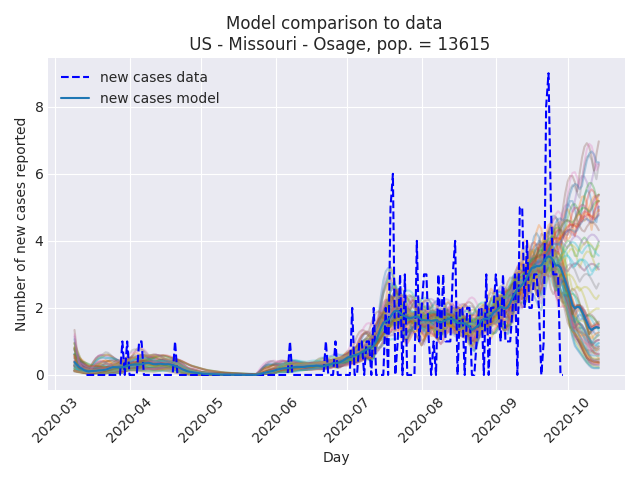 Model comparison to data
US - Missouri - Osage, pop. = 13615
new cases data
new cases model
Number of new cases reported
8
6
4
2
0
2020-03
2020-04
2020-05
2020-06
2020-07
2020-08
2020-09
2020-10
Day